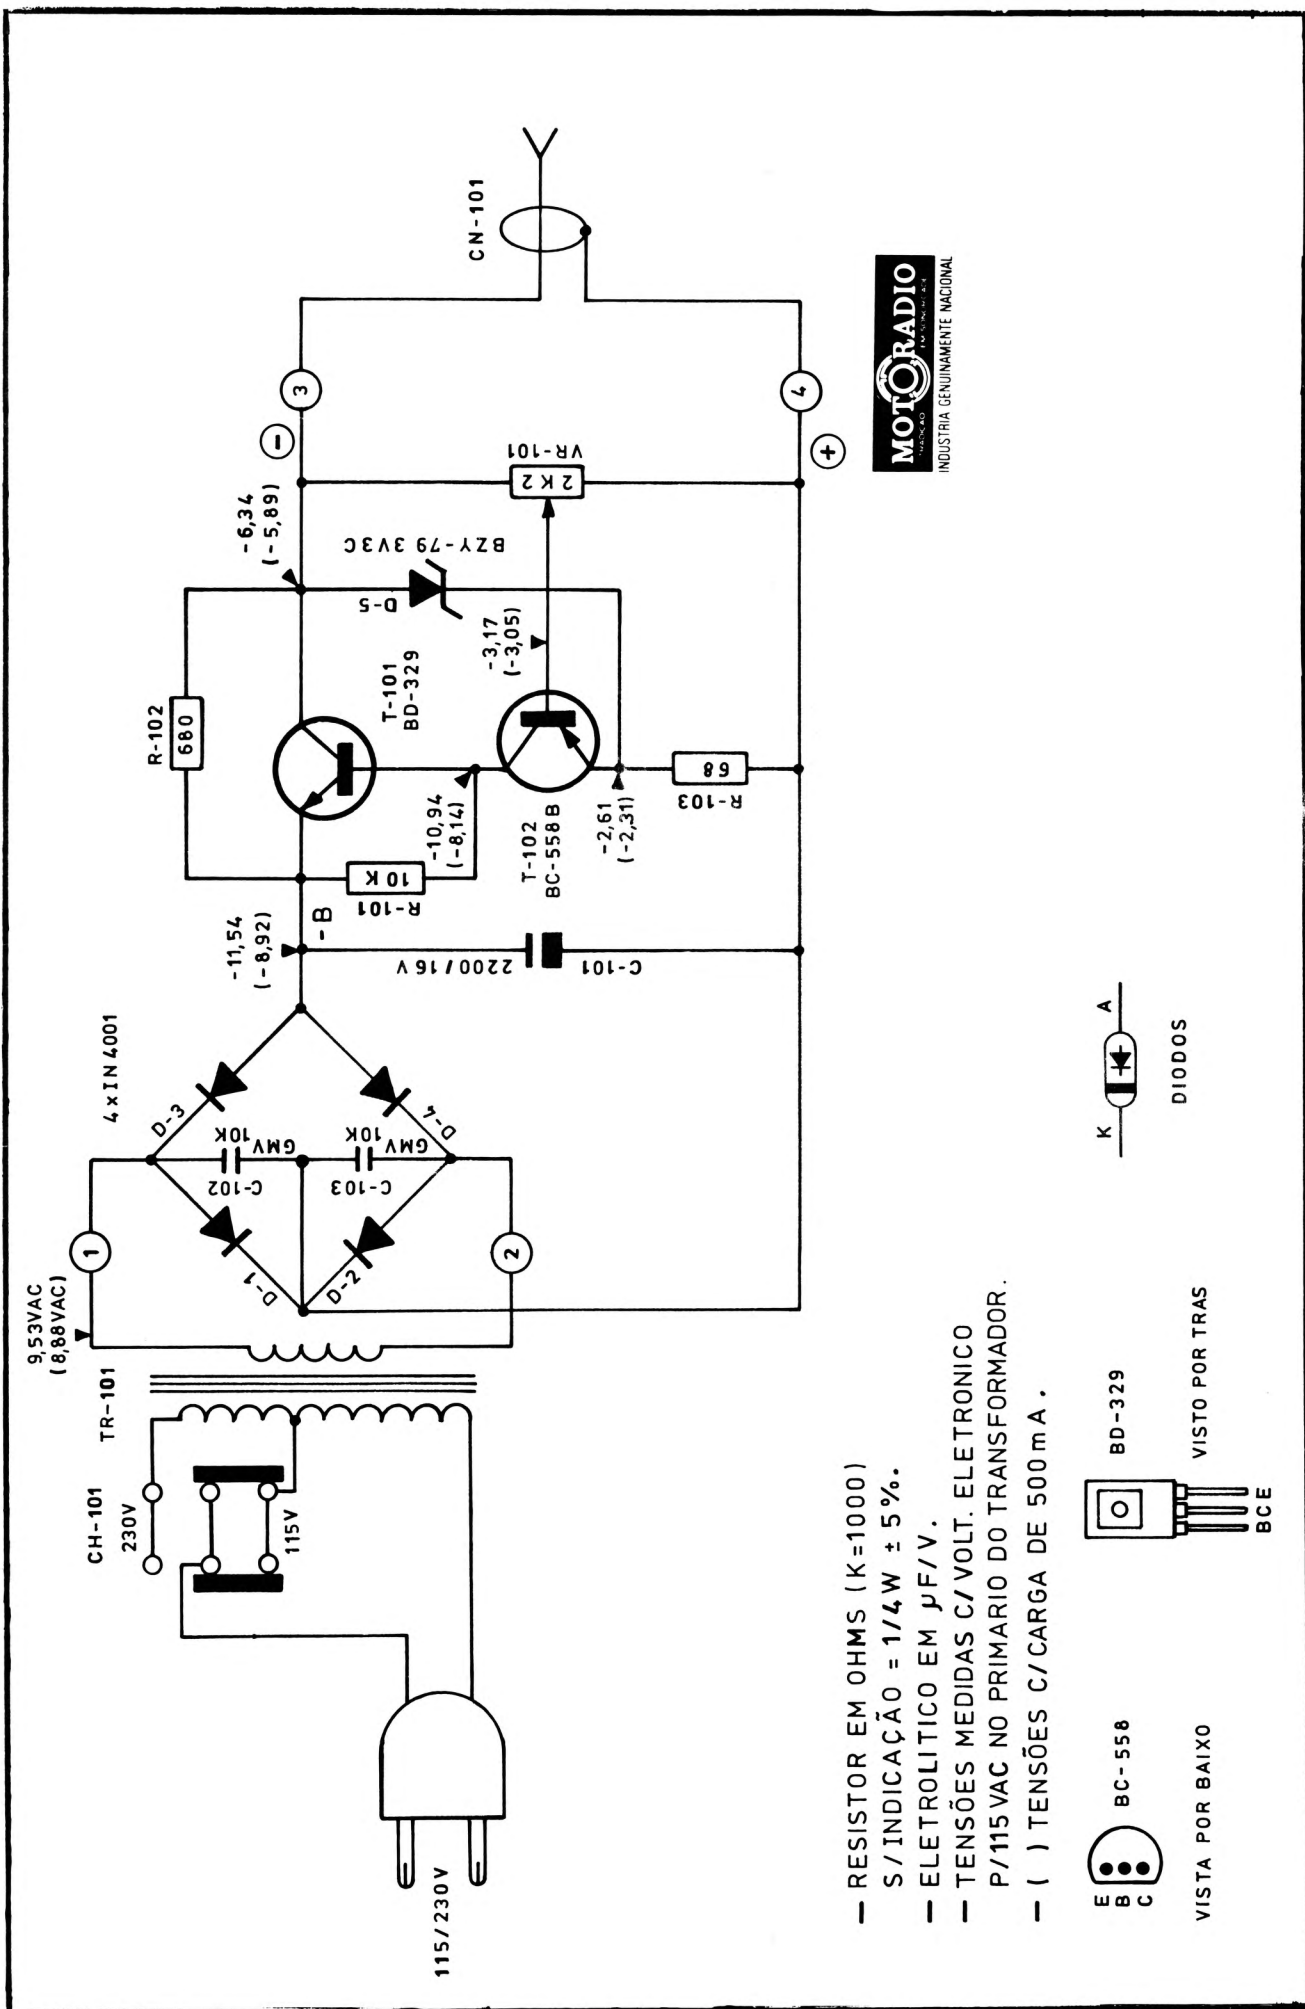 115/230V
CH-101
230V
115V
TR-101
9,53VAC
(8,88VAC)
1
2
4 x IN 4001
D-1
D-2
D-3
D-4
C-102
10K
GMV
C-103
10K
GMV
-11,54
(-8,92)
-B
2200/16V
C-101
R-101
10K
R-102
680
-10,94
(-8,14)
T-101
BD-329
T-102
BC-558B
-2,61
(-2,31)
R-103
68
-3,17
(-3,05)
D-5
BZY-79 3V3C
-6,34
(-5,89)
VR-101
2K2
-
3
+
4
CN-101
MOTORADIO
INDUSTRIA GENUINAMENTE NACIONAL
— RESISTOR EM OHMS (K=1000)
S/INDICAÇÃO = 1/4W ± 5%.
— ELETROLITICO EM µF/V.
— TENSÕES MEDIDAS C/VOLT. ELETRONICO
P/115VAC NO PRIMARIO DO TRANSFORMADOR.
— ( ) TENSÕES C/CARGA DE 500mA.
E
B
C
BC-558
VISTA POR BAIXO
BD-329
BCE
VISTO POR TRAS
K
A
DIODOS